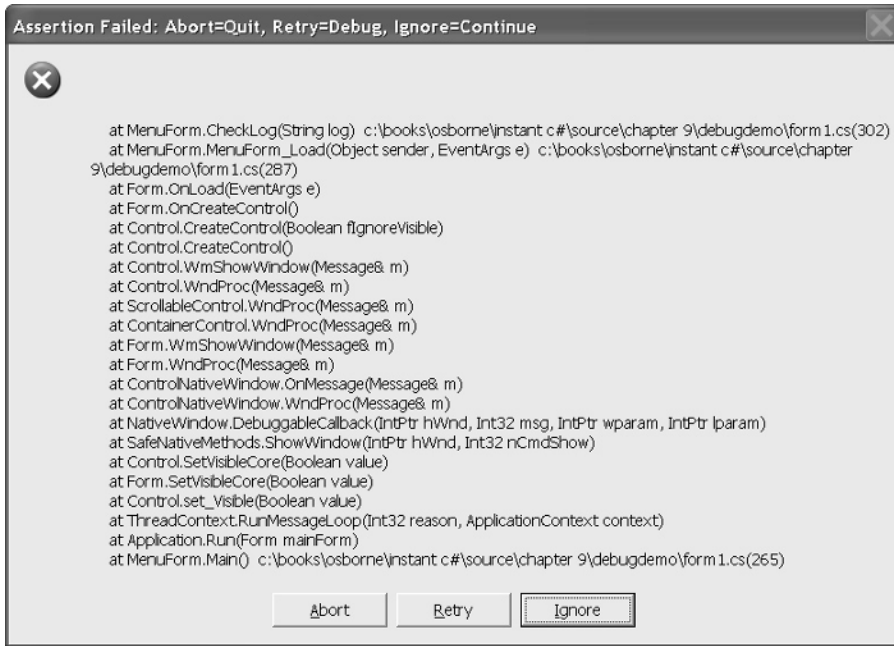 Assertion Failed: Abort=Quit, Retry=Debug, Ignore=Continue
at MenuForm.CheckLog(String log) c:\books\osborne\instant c#\source\chapter 9\debugdemo\form1.cs(302)
at MenuForm.MenuForm_Load(Object sender, EventArgs e) c:\books\osborne\instant c#\source\chapter
9\debugdemo\form1.cs(287)
at Form.OnLoad(EventArgs e)
at Form.OnCreateControl()
at Control.CreateControl(Boolean fIgnoreVisible)
at Control.CreateControl()
at Control.WmShowWindow(Message& m)
at Control.WndProc(Message& m)
at ScrollableControl.WndProc(Message& m)
at ContainerControl.WndProc(Message& m)
at Form.WmShowWindow(Message& m)
at Form.WndProc(Message& m)
at ControlNativeWindow.OnMessage(Message& m)
at ControlNativeWindow.WndProc(Message& m)
at NativeWindow.DebuggableCallback(IntPtr hWnd, Int32 msg, IntPtr wparam, IntPtr lparam)
at SafeNativeMethods.ShowWindow(IntPtr hWnd, Int32 nCmdShow)
at Control.SetVisibleCore(Boolean value)
at Form.SetVisibleCore(Boolean value)
at Control.set_Visible(Boolean value)
at ThreadContext.RunMessageLoop(Int32 reason, ApplicationContext context)
at Application.Run(Form mainForm)
at MenuForm.Main() c:\books\osborne\instant c#\source\chapter 9\debugdemo\form1.cs(265)
Abort Retry Ignore